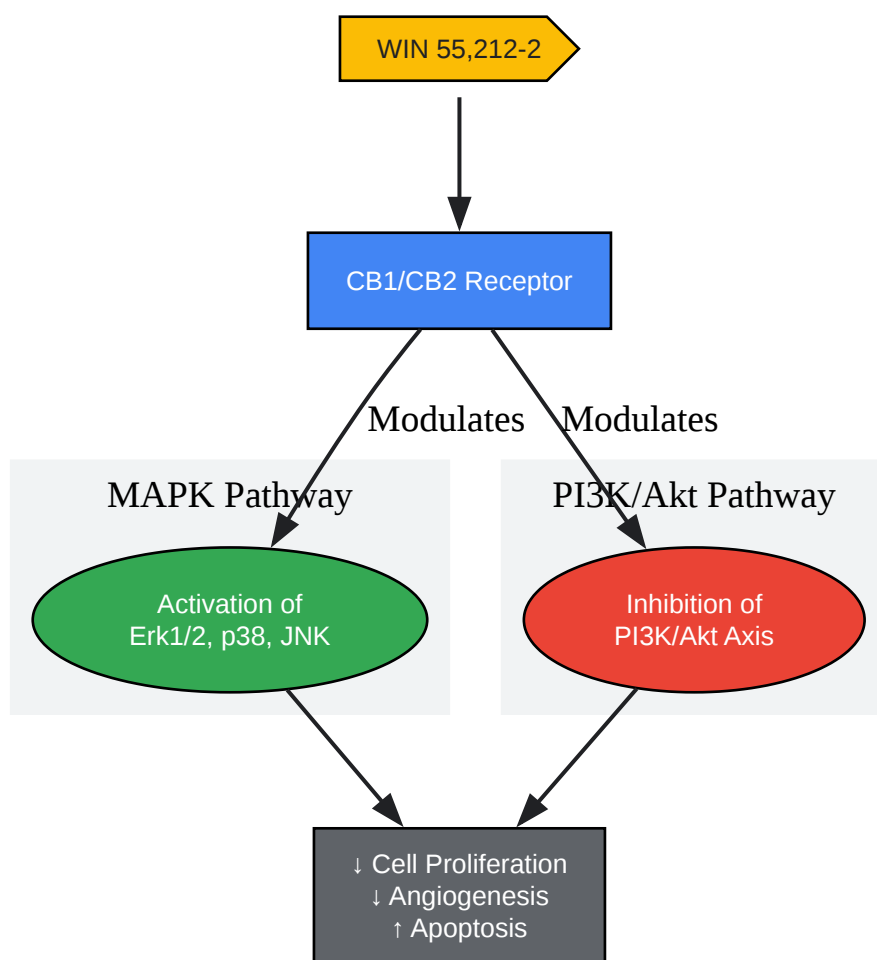 WIN 55,212-2
CB1/CB2 Receptor
Modulates
Modulates
MAPK Pathway
PI3K/Akt Pathway
Activation of
Erk1/2, p38, JNK
Inhibition of
PI3K/Akt Axis
↓ Cell Proliferation
↓ Angiogenesis
↑ Apoptosis